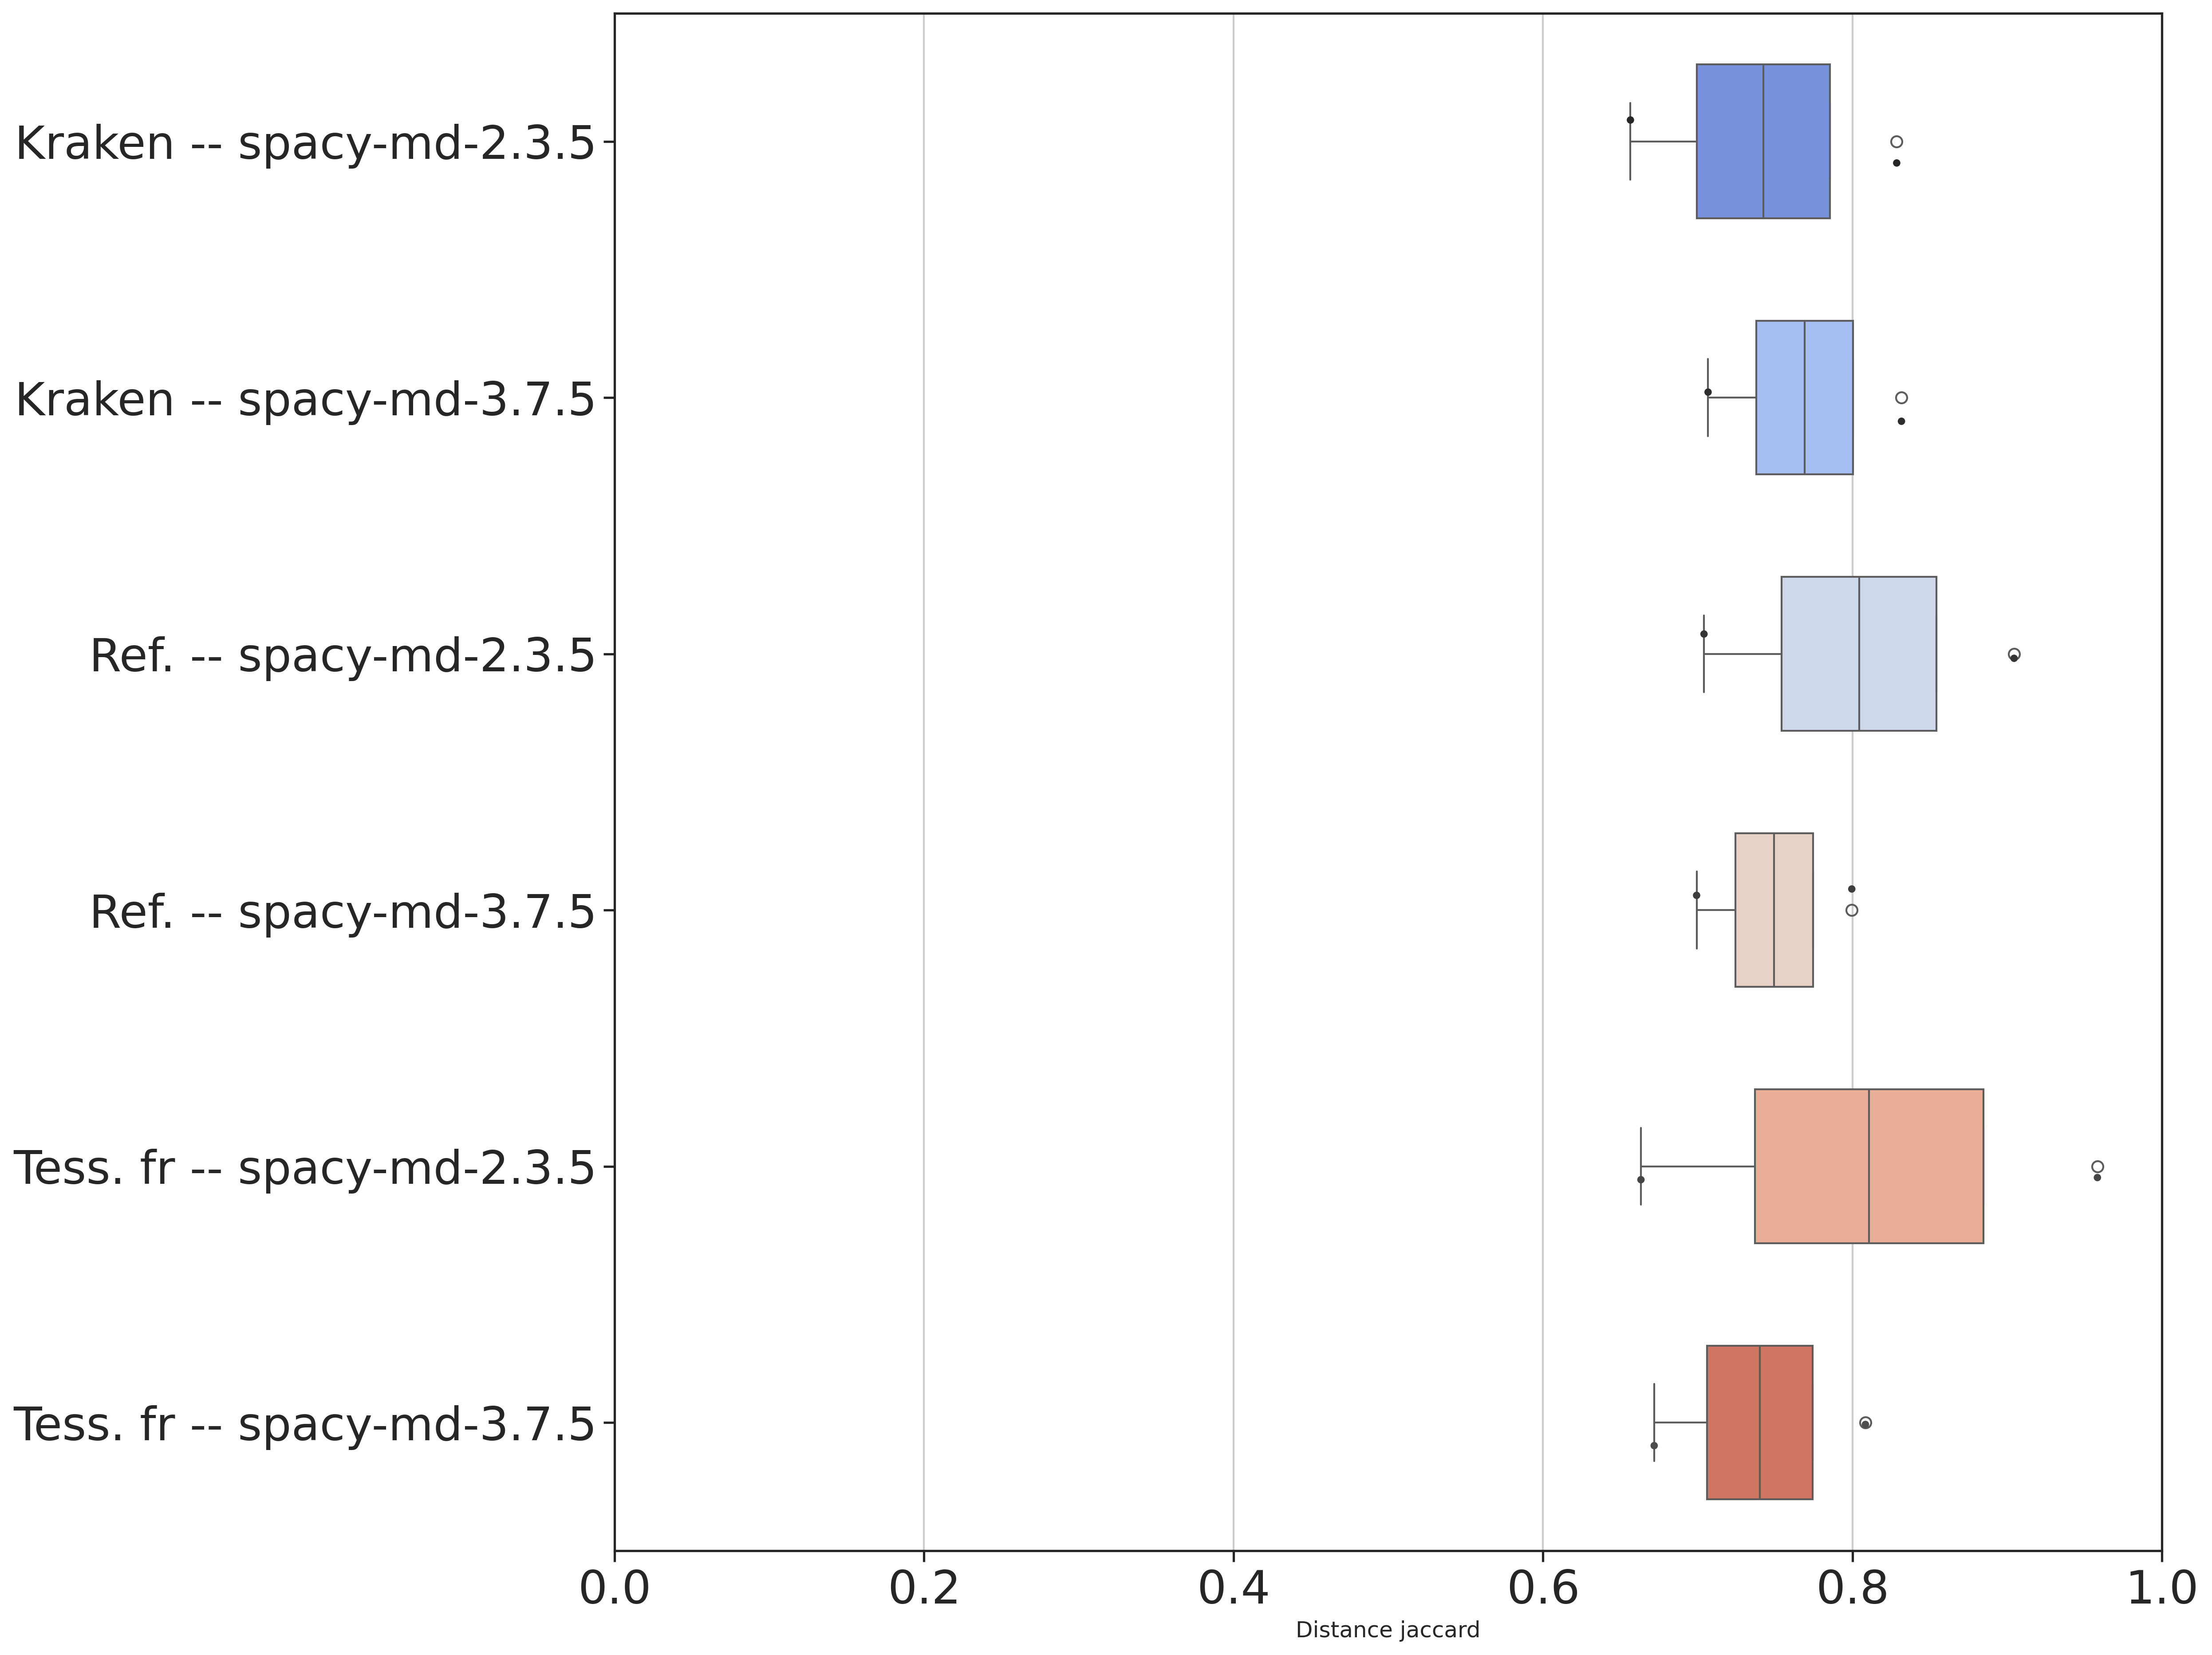 Kraken -- spacy-md-2.3.5
Kraken -- spacy-md-3.7.5
Ref. -- spacy-md-2.3.5
Ref. -- spacy-md-3.7.5
Tess. fr -- spacy-md-2.3.5
Tess. fr -- spacy-md-3.7.5
0.0 0.2 0.4 0.6 0.8 1.0
Distance jaccard